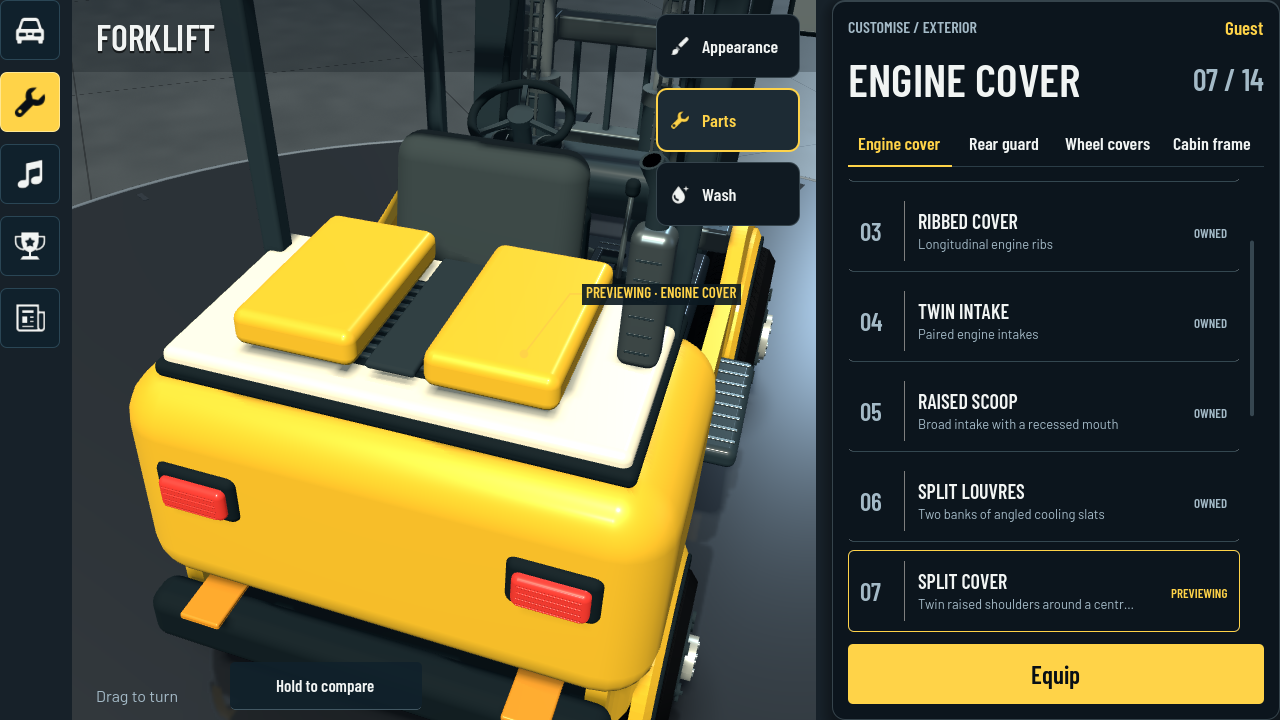 FORKLIFT
Appearance
Parts
Wash
PREVIEWING · ENGINE COVER
Drag to turn
Hold to compare
CUSTOMISE / EXTERIOR
Guest
ENGINE COVER
07 / 14
Engine cover
Rear guard
Wheel covers
Cabin frame
03
RIBBED COVER
Longitudinal engine ribs
OWNED
04
TWIN INTAKE
Paired engine intakes
OWNED
05
RAISED SCOOP
Broad intake with a recessed mouth
OWNED
06
SPLIT LOUVRES
Two banks of angled cooling slats
OWNED
07
SPLIT COVER
Twin raised shoulders around a centr...
PREVIEWING
Equip